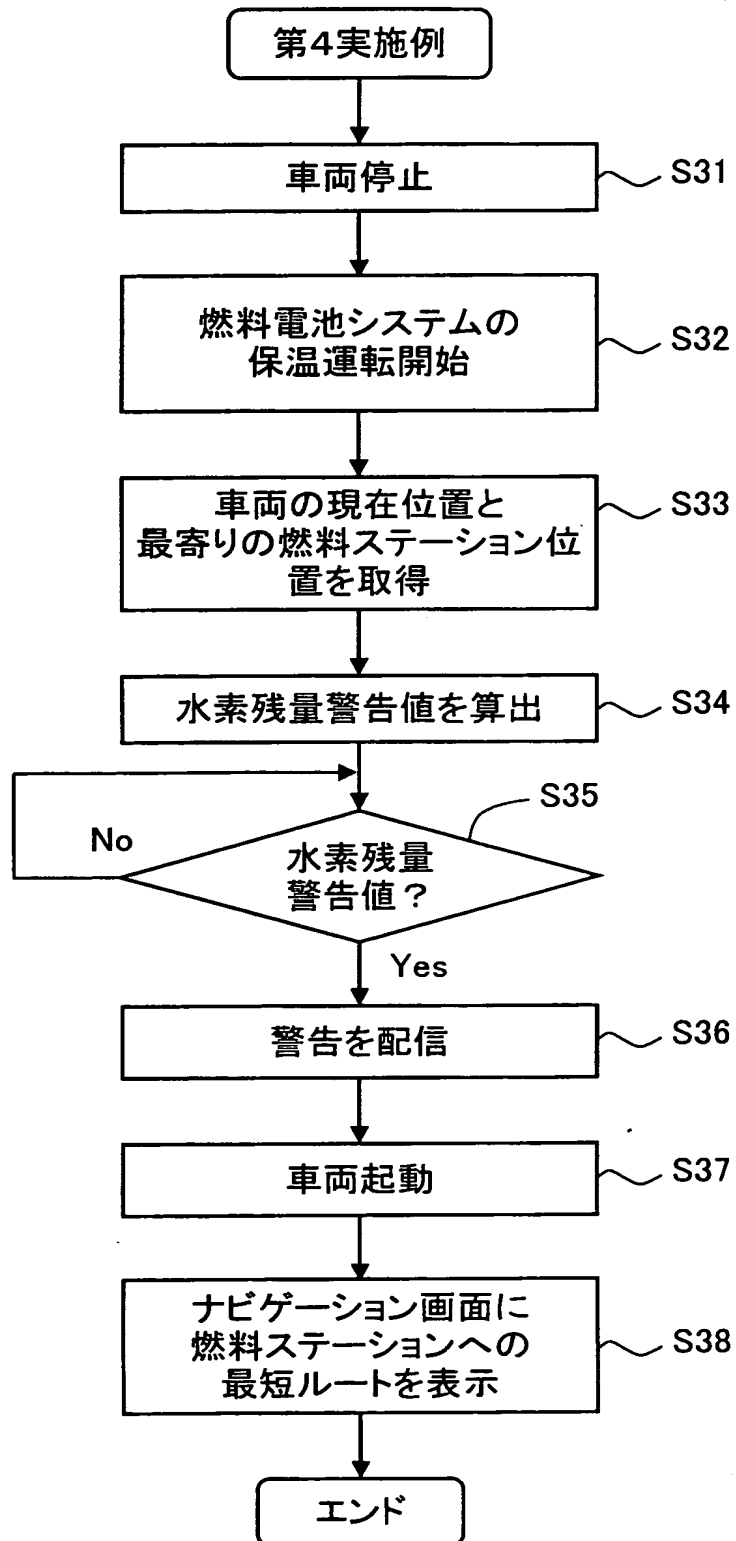 第4実施例
車両停止
S31
燃料電池システムの
保温運転開始
S32
車両の現在位置と
最寄りの燃料ステーション位
置を取得
S33
水素残量警告値を算出
S34
S35
No
水素残量
警告値？
Yes
警告を配信
S36
車両起動
S37
ナビゲーション画面に
燃料ステーションへの
最短ルートを表示
S38
エンド